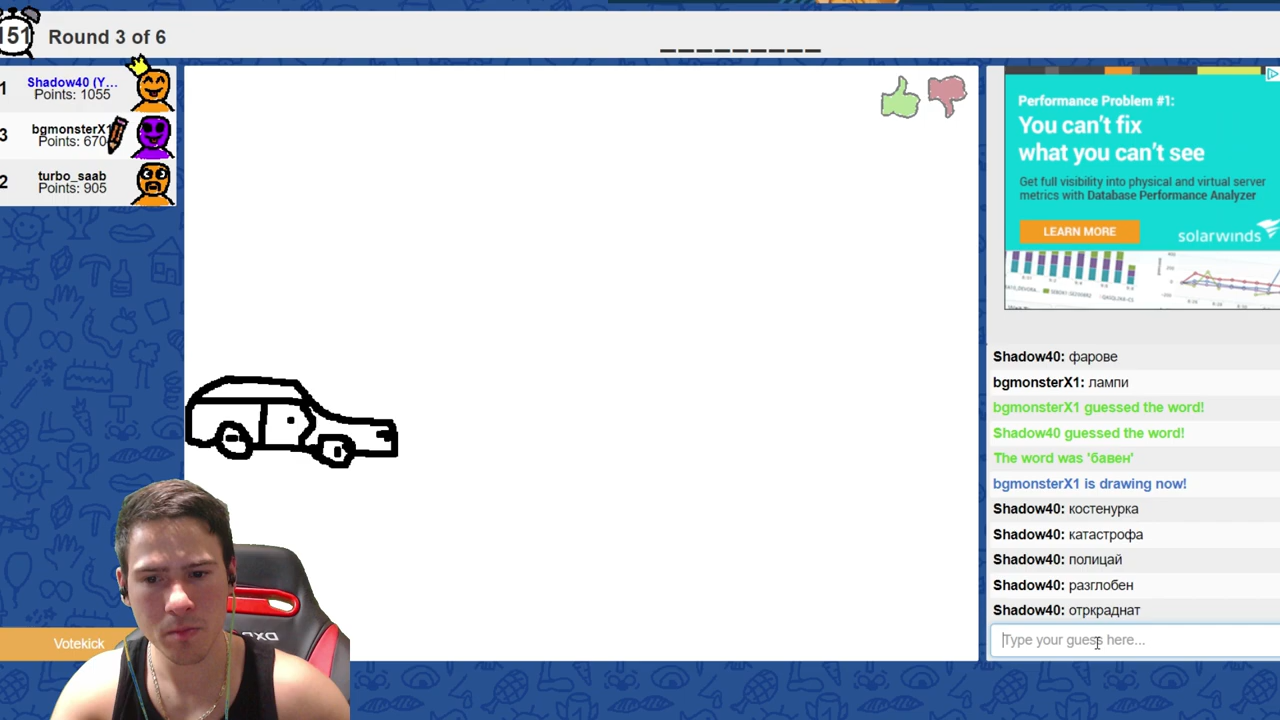 151
Round 3 of 6
_ _ _ _ _ _ _ _ _
1
Shadow40 (Y...
Points: 1055
3
bgmonsterX1
Points: 670
2
turbo_saab
Points: 905
Votekick
DXR
Performance Problem #1:
You can't fix
what you can't see
Get full visibility into physical and virtual server
metrics with Database Performance Analyzer
LEARN MORE
solarwinds
Shadow40: фарове
bgmonsterX1: лампи
bgmonsterX1 guessed the word!
Shadow40 guessed the word!
The word was 'бавен'
bgmonsterX1 is drawing now!
Shadow40: костенурка
Shadow40: катастрофа
Shadow40: полицай
Shadow40: разглобен
Shadow40: отркраднат
Type your guess here...